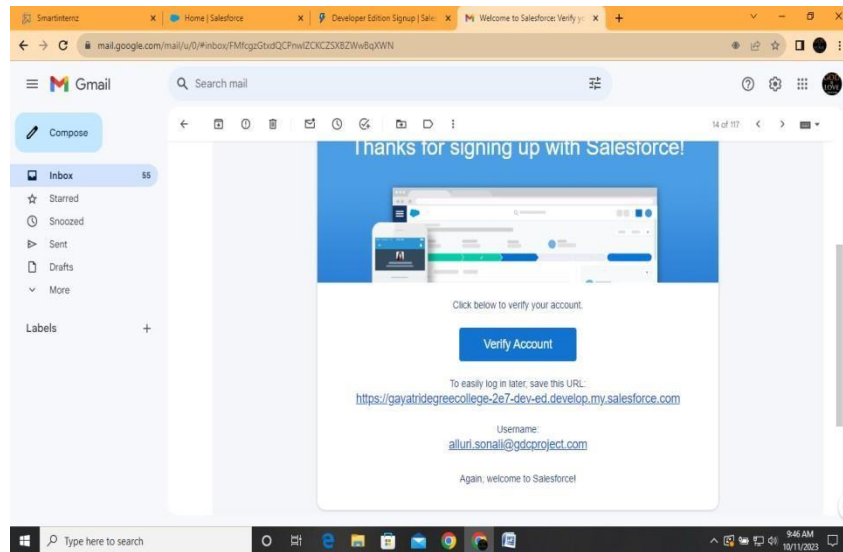 Smartinternz
Home | Salesforce
Developer Edition Signup | Sales
Welcome to Salesforce: Verify yo
mail.google.com/mail/u/0/#inbox/FMfcgzGtxdQCPnwlZCKCZSXBZWwBqXWN
Gmail
Search mail
Compose
14 of 117
Inbox 55
Starred
Snoozed
Sent
Drafts
More
Labels
Thanks for signing up with Salesforce!
Click below to verify your account.
Verify Account
To easily log in later, save this URL:
https://gayatridegreecollege-2e7-dev-ed.develop.my.salesforce.com
Username:
alluri.sonali@gdcproject.com
Again, welcome to Salesforce!
Type here to search
9:46 AM
10/11/2023